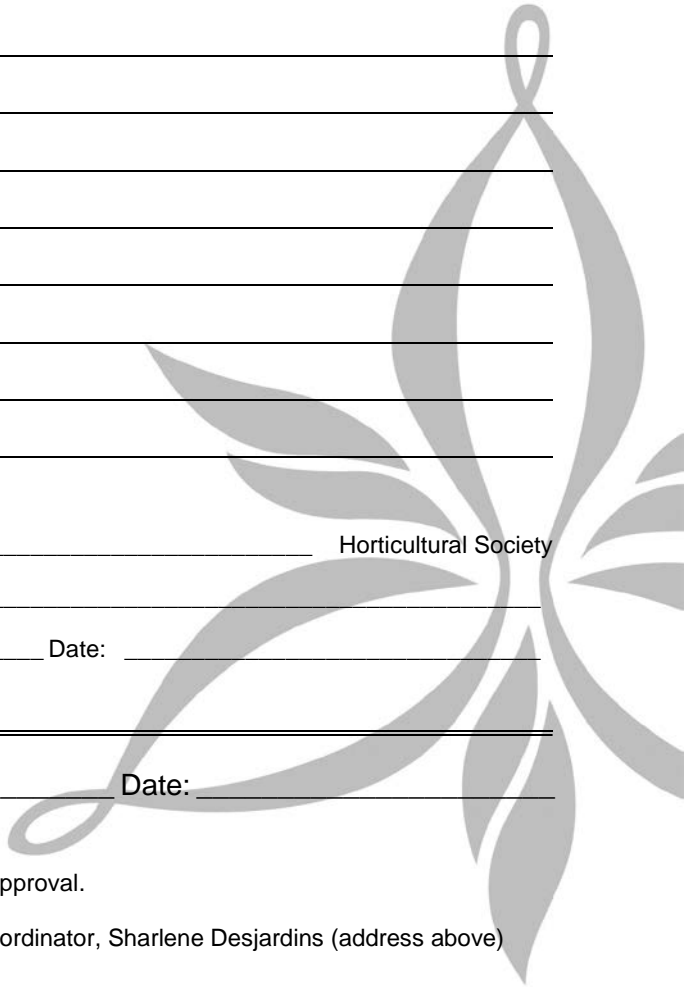 Horticultural Society
Date:
Date:
pproval.
ordinator, Sharlene Desjardins (address above)